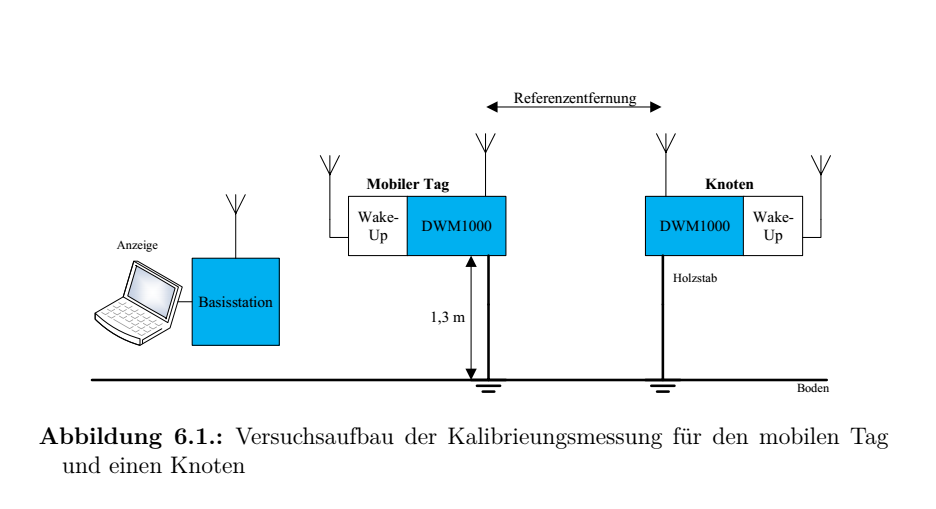 Referenzentfernung
Mobiler Tag
Knoten
Wake-
Up
DWM1000
DWM1000
Wake-
Up
Anzeige
Basisstation
Holzstab
1,3 m
Boden
Abbildung 6.1.: Versuchsaufbau der Kalibrieungsmessung für den mobilen Tag
und einen Knoten